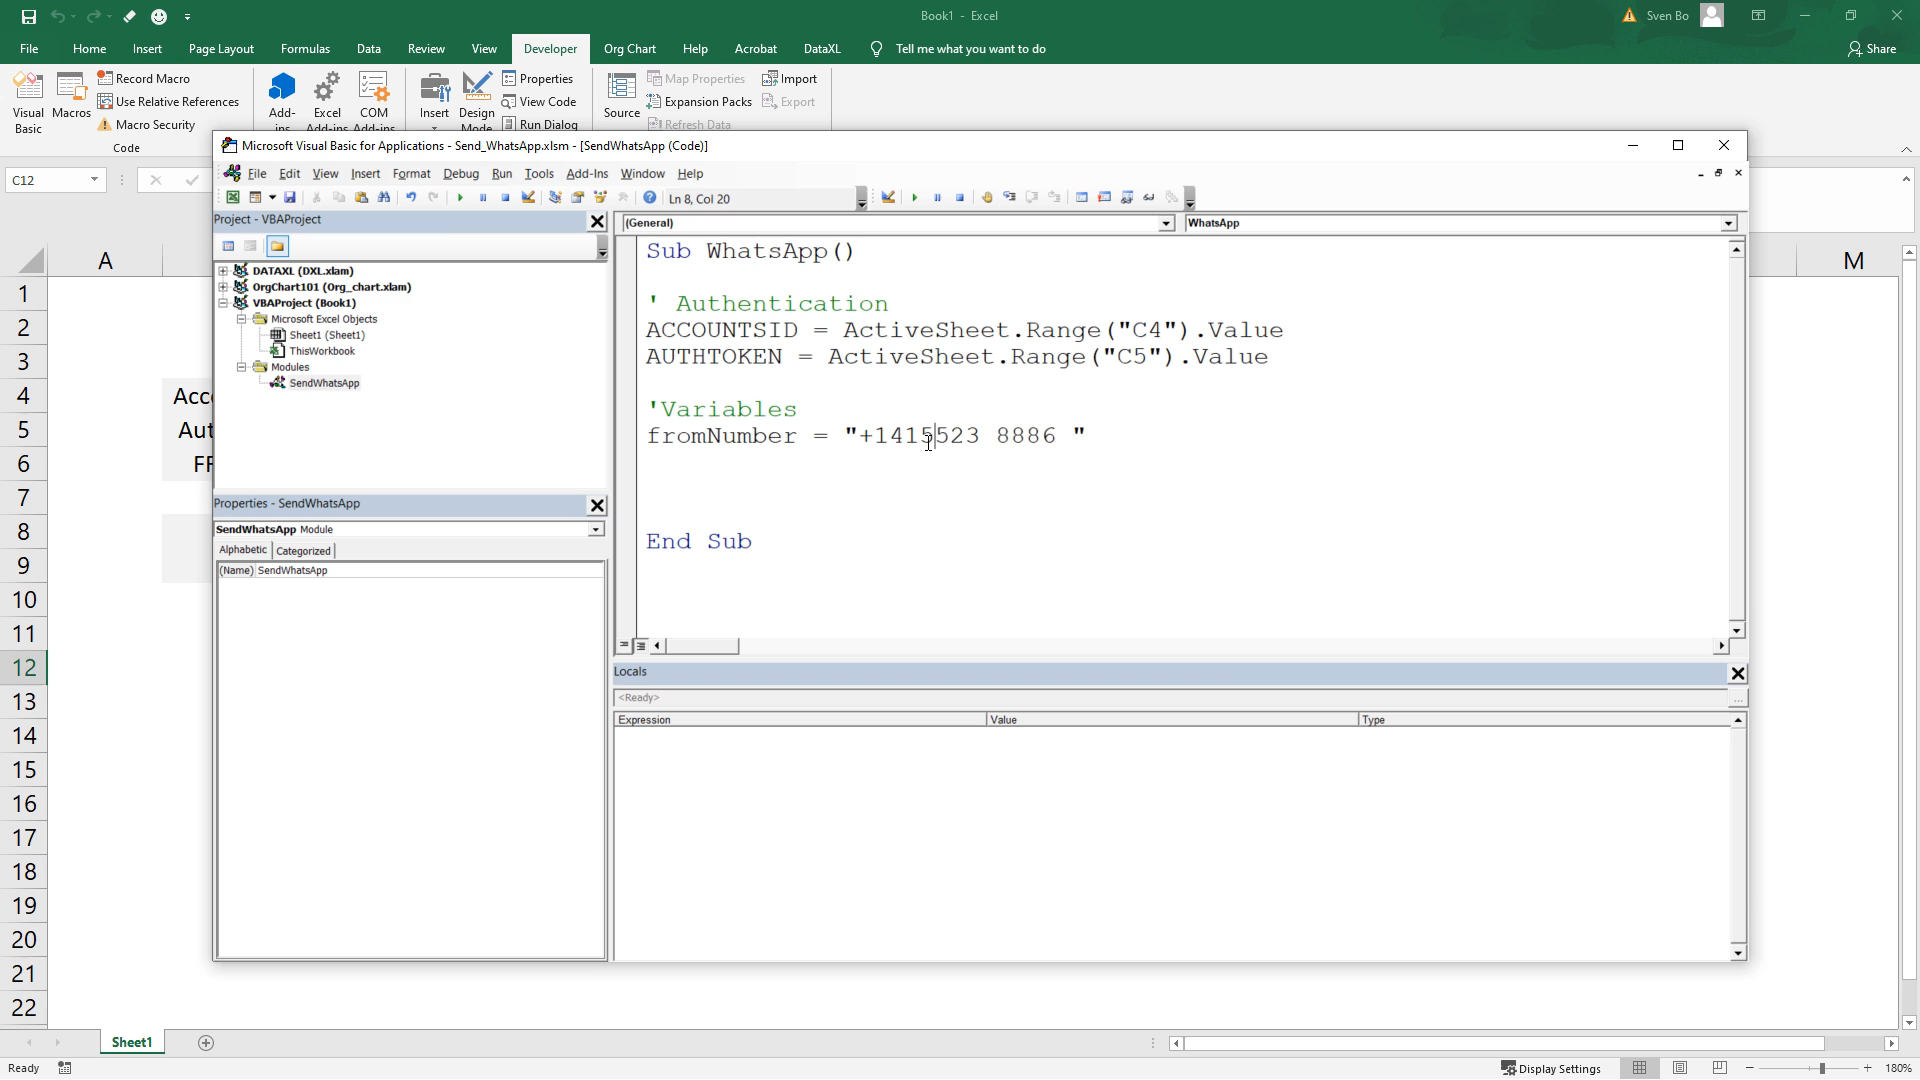 Book1 - Excel
Sven Bo
File Home Insert Page Layout Formulas Data Review View Developer Org Chart Help Acrobat DataXL Tell me what you want to do
Share
Visual Basic
Macros
Record Macro
Use Relative References
Macro Security
Code
Add-ins
Excel Add-ins
COM Add-ins
Insert
Design Mode
Properties
View Code
Run Dialog
Source
Map Properties
Expansion Packs
Refresh Data
Import
Export
C12
Microsoft Visual Basic for Applications - Send_WhatsApp.xlsm - [SendWhatsApp (Code)]
File Edit View Insert Format Debug Run Tools Add-Ins Window Help
Ln 8, Col 20
Project - VBAProject
(General)
WhatsApp
DATAXL (DXL.xlam)
OrgChart101 (Org_chart.xlam)
VBAProject (Book1)
Microsoft Excel Objects
Sheet1 (Sheet1)
ThisWorkbook
Modules
SendWhatsApp
Sub WhatsApp()
' Authentication
ACCOUNTSID = ActiveSheet.Range("C4").Value
AUTHTOKEN = ActiveSheet.Range("C5").Value
'Variables
fromNumber = "+1415523 8886 "
End Sub
Properties - SendWhatsApp
SendWhatsApp Module
Alphabetic Categorized
(Name) SendWhatsApp
Locals
<Ready>
Expression Value Type
A
M
1
2
3
4 Acc
5 Aut
6 FR
7
8
9
10
11
12
13
14
15
16
17
18
19
20
21
22
Sheet1
Ready
Display Settings
180%